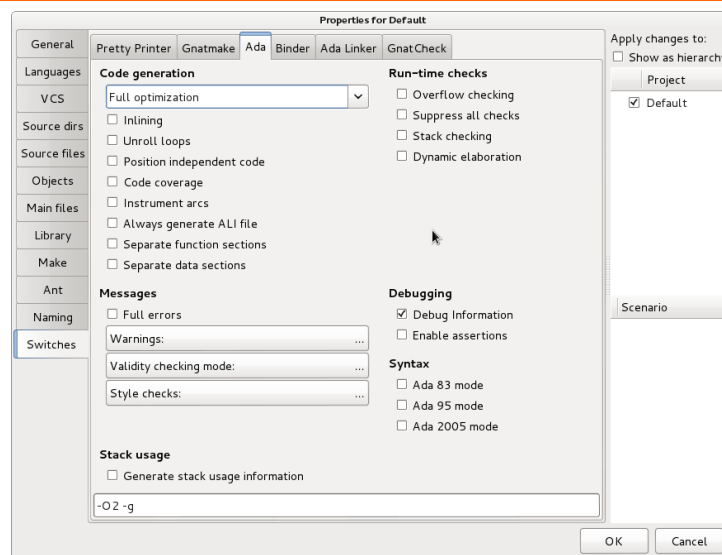 Properties for Default
General
Languages
VCS
Source dirs
Source files
Objects
Main files
Library
Make
Ant
Naming
Switches
Pretty Printer Gnatmake Ada Binder Ada Linker GnatCheck
Code generation
Full optimization
Inlining
Unroll loops
Position independent code
Code coverage
Instrument arcs
Always generate ALI file
Separate function sections
Separate data sections
Run-time checks
Overflow checking
Suppress all checks
Stack checking
Dynamic elaboration
Messages
Full errors
Warnings: ...
Validity checking mode: ...
Style checks: ...
Debugging
Debug Information
Enable assertions
Syntax
Ada 83 mode
Ada 95 mode
Ada 2005 mode
Stack usage
Generate stack usage information
-O2 -g
Apply changes to:
Show as hierarchy
Project
Default
Scenario
OK Cancel